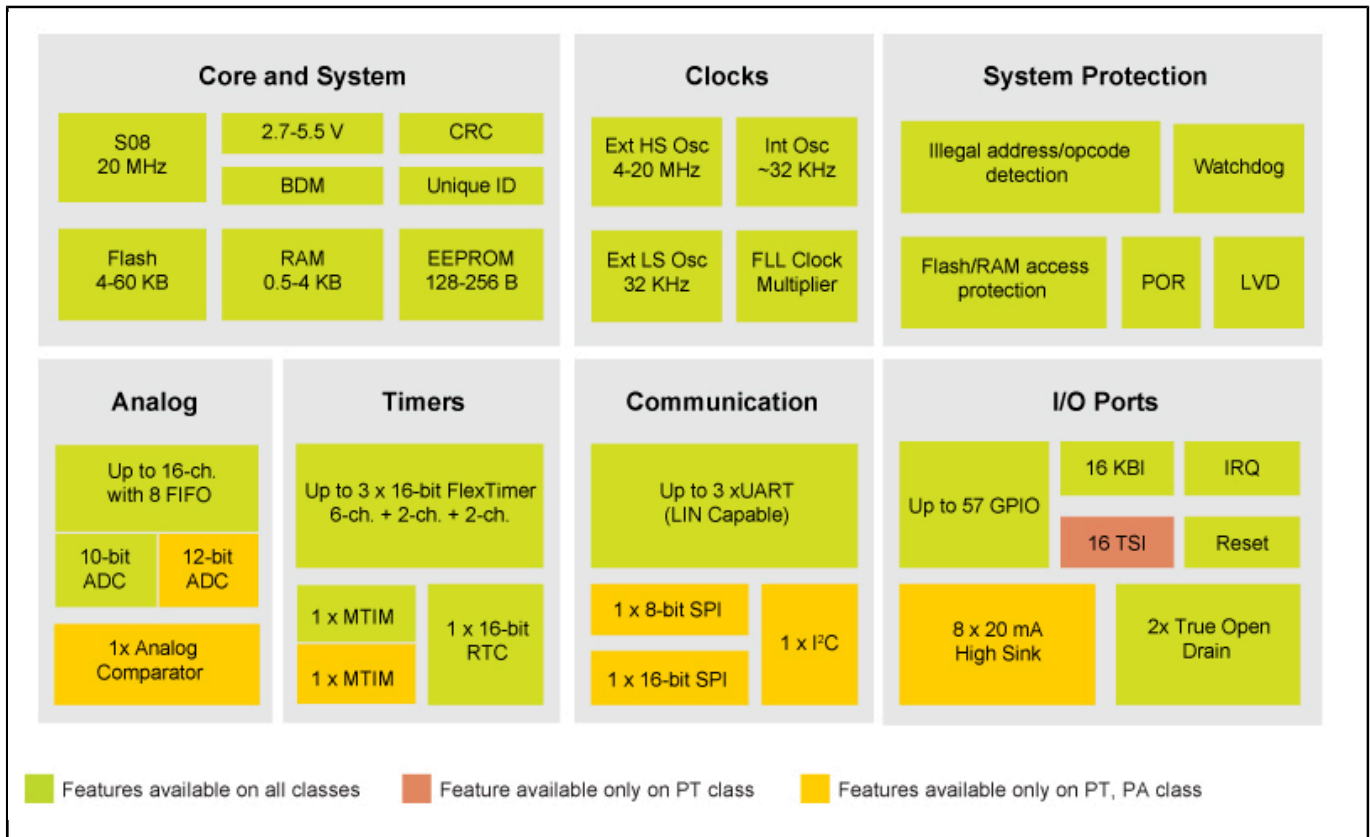 Core and System
S08
20 MHz
2.7-5.5 V
CRC
BDM
Unique ID
Flash
4-60 KB
RAM
0.5-4 KB
EEPROM
128-256 B
Clocks
Ext HS Osc
4-20 MHz
Int Osc
~32 KHz
Ext LS Osc
32 KHz
FLL Clock
Multiplier
System Protection
Illegal address/opcode
detection
Watchdog
Flash/RAM access
protection
POR
LVD
Analog
Up to 16-ch.
with 8 FIFO
10-bit
ADC
12-bit
ADC
1x Analog
Comparator
Timers
Up to 3 x 16-bit FlexTimer
6-ch. + 2-ch. + 2-ch.
1 x MTIM
1 x MTIM
1 x 16-bit
RTC
Communication
Up to 3 xUART
(LIN Capable)
1 x 8-bit SPI
1 x 16-bit SPI
1 x I²C
I/O Ports
Up to 57 GPIO
16 KBI
IRQ
16 TSI
Reset
8 x 20 mA
High Sink
2x True Open
Drain
Features available on all classes
Feature available only on PT class
Features available only on PT, PA class